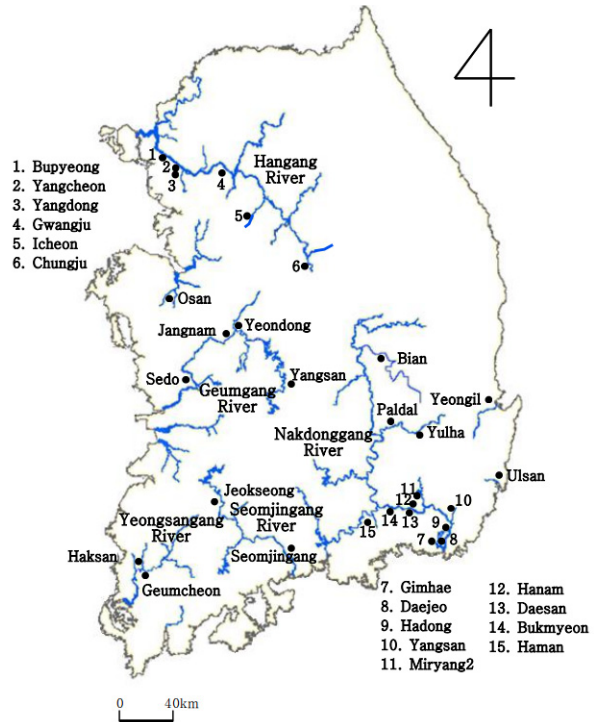 1. Bupyeong
2. Yangcheon
3. Yangdong
4. Gwangju
5. Icheon
6. Chungju
1
2
3
4
5
6
Hangang
River
Osan
Jangnam
Yeondong
Sedo
Yangsan
Geumgang
River
Bian
Yeongil
Paldal
Nakdonggang
River
Yulha
Ulsan
Jeokseong
Yeongsangang
River
Seomjingang
River
Haksan
Seomjingang
Geumcheon
11
12
10
14
13
15
9
7
8
7. Gimhae
8. Daejeo
9. Hadong
10. Yangsan
11. Miryang2
12. Hanam
13. Daesan
14. Bukmyeon
15. Haman
0 40km